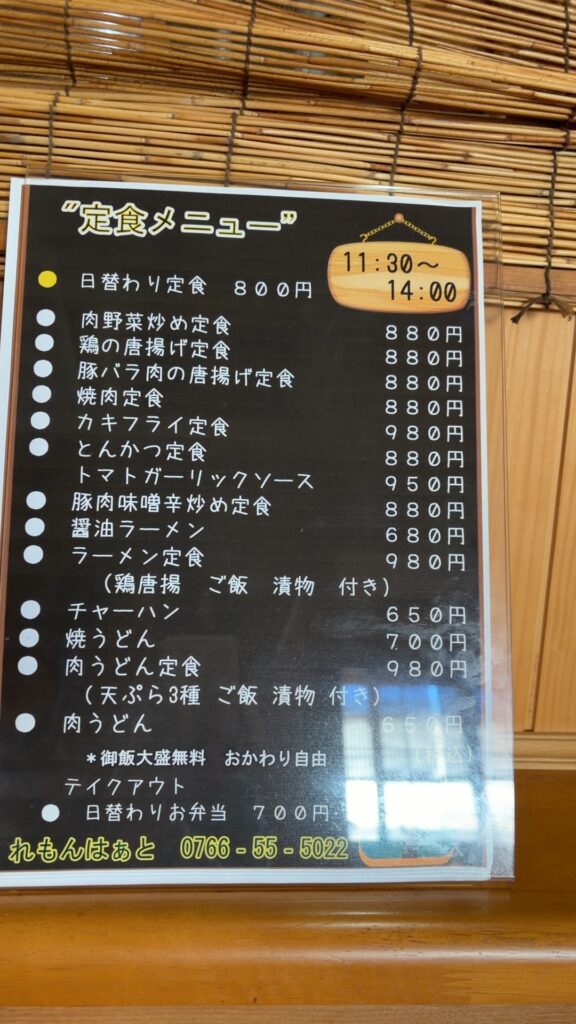 "定食メニュー"
11:30～
14:00
日替わり定食 800円
肉野菜炒め定食 880円
鶏の唐揚げ定食 880円
豚バラ肉の唐揚げ定食 880円
焼肉定食 880円
カキフライ定食 980円
とんかつ定食 880円
トマトガーリックソース 950円
豚肉味噌辛炒め定食 880円
醤油ラーメン 680円
ラーメン定食 980円
(鶏唐揚 ご飯 漬物 付き)
チャーハン 650円
焼うどん 700円
肉うどん定食 980円
(天ぷら3種 ご飯 漬物 付き)
肉うどん 650円
*御飯大盛無料 おかわり自由 (税込)
テイクアウト
日替わりお弁当 700円
れもんはぁと 0766-55-5022